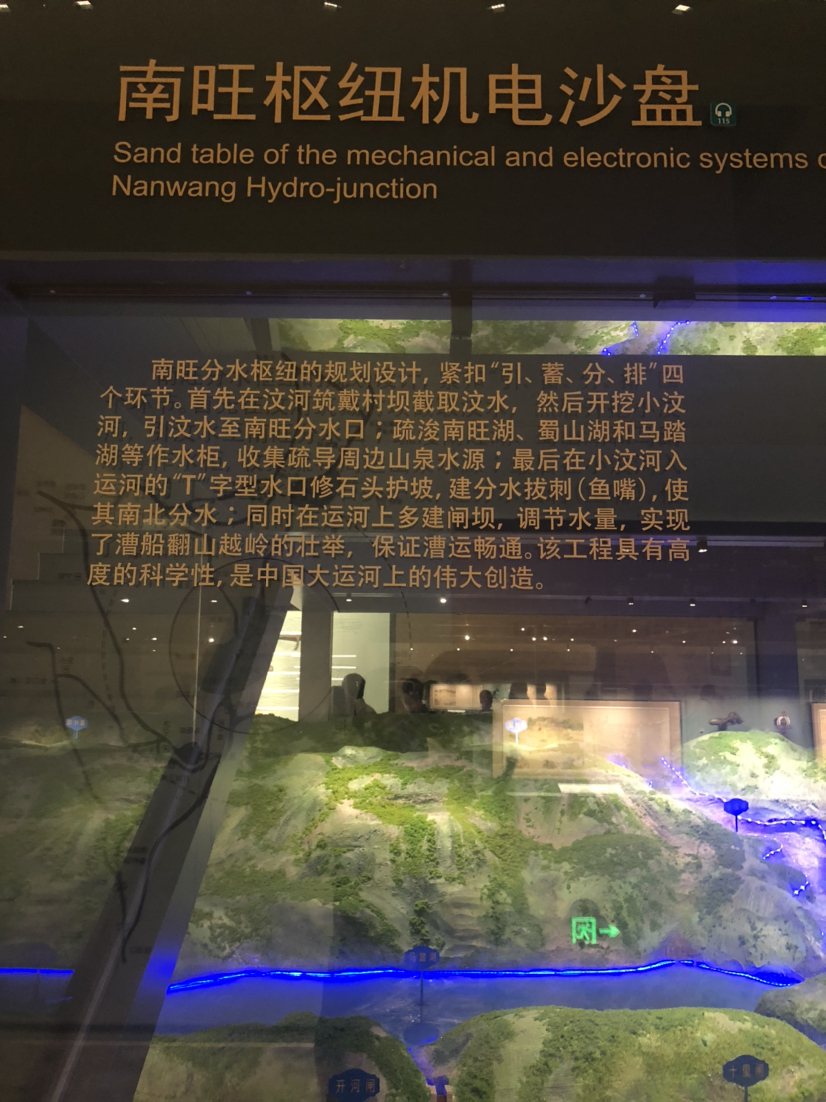 南旺枢纽机电沙盘
115
Sand table of the mechanical and electronic systems o
Nanwang Hydro-junction
南旺分水枢纽的规划设计，紧扣“引、蓄、分、排”四
个环节。首先在汶河筑戴村坝截取汶水，然后开挖小汶
河，引汶水至南旺分水口；疏浚南旺湖、蜀山湖和马踏
湖等作水柜，收集疏导周边山泉水源；最后在小汶河入
运河的“T”字型水口修石头护坡，建分水拔刺（鱼嘴），使
其南北分水；同时在运河上多建闸坝，调节水量，实现
了漕船翻山越岭的壮举，保证漕运畅通。该工程具有高
度的科学性，是中国大运河上的伟大创造。
开河闸
十里闸